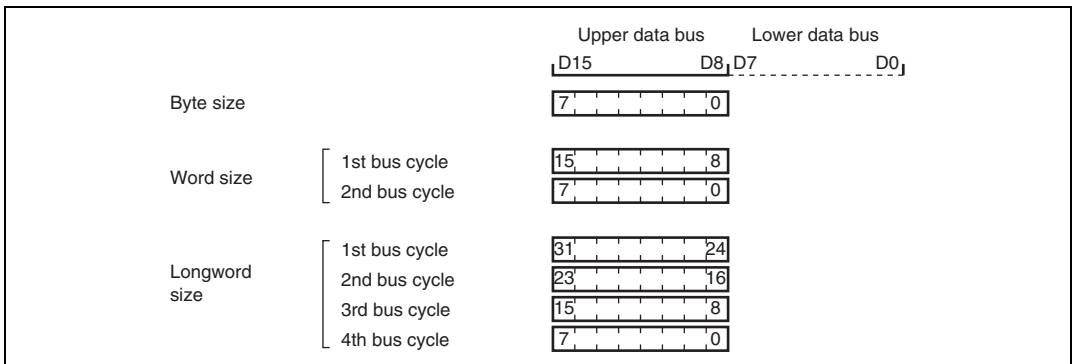 Upper data bus Lower data bus
D15 D8 D7 D0
Byte size 7 0
Word size
1st bus cycle 15 8
2nd bus cycle 7 0
Longword size
1st bus cycle 31 24
2nd bus cycle 23 16
3rd bus cycle 15 8
4th bus cycle 7 0